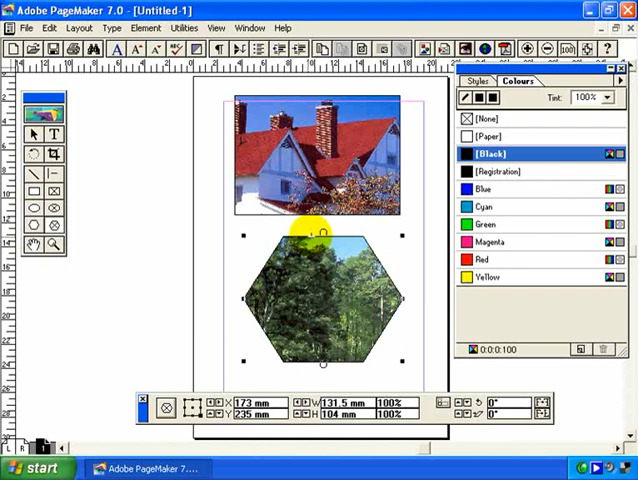 Adobe PageMaker 7.0 - [Untitled-1]
File Edit Layout Type Element Utilities View Window Help
Styles Colours
Tint: 100%
[None]
[Paper]
[Black]
[Registration]
Blue
Cyan
Green
Magenta
Red
Yellow
0:0:0:100
X 173 mm W 131.5 mm 100% 0°
Y 235 mm H 104 mm 100% 0°
L R 1
start Adobe PageMaker 7....